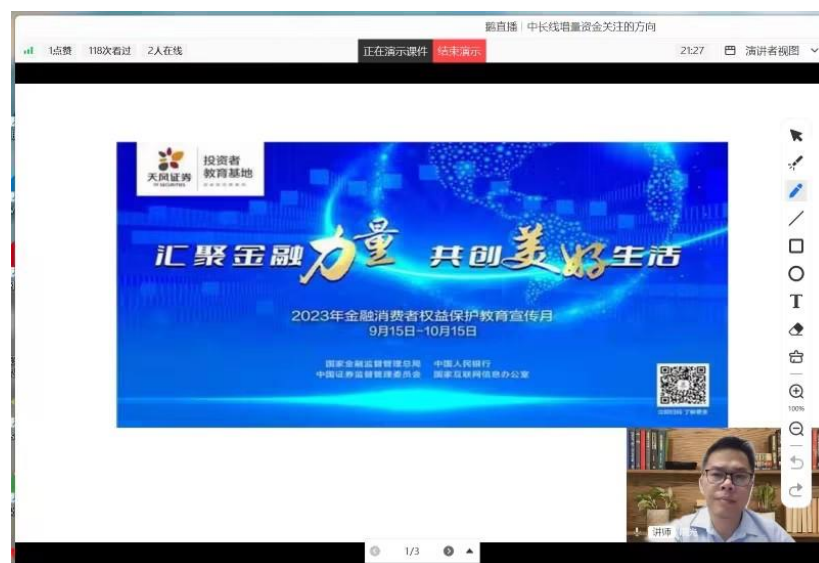 鹅直播 | 中长线增量资金关注的方向
1点赞 118次看过 2人在线
正在演示课件 结束演示
21:27 演讲者视图
天风证券
TF SECURITIES
投资者
教育基地
汇聚金融力量 共创美好生活
2023年金融消费者权益保护教育宣传月
9月15日-10月15日
国家金融监督管理总局 中国人民银行
中国证券监督管理委员会 国家互联网信息办公室
T
100%
讲师
1/3